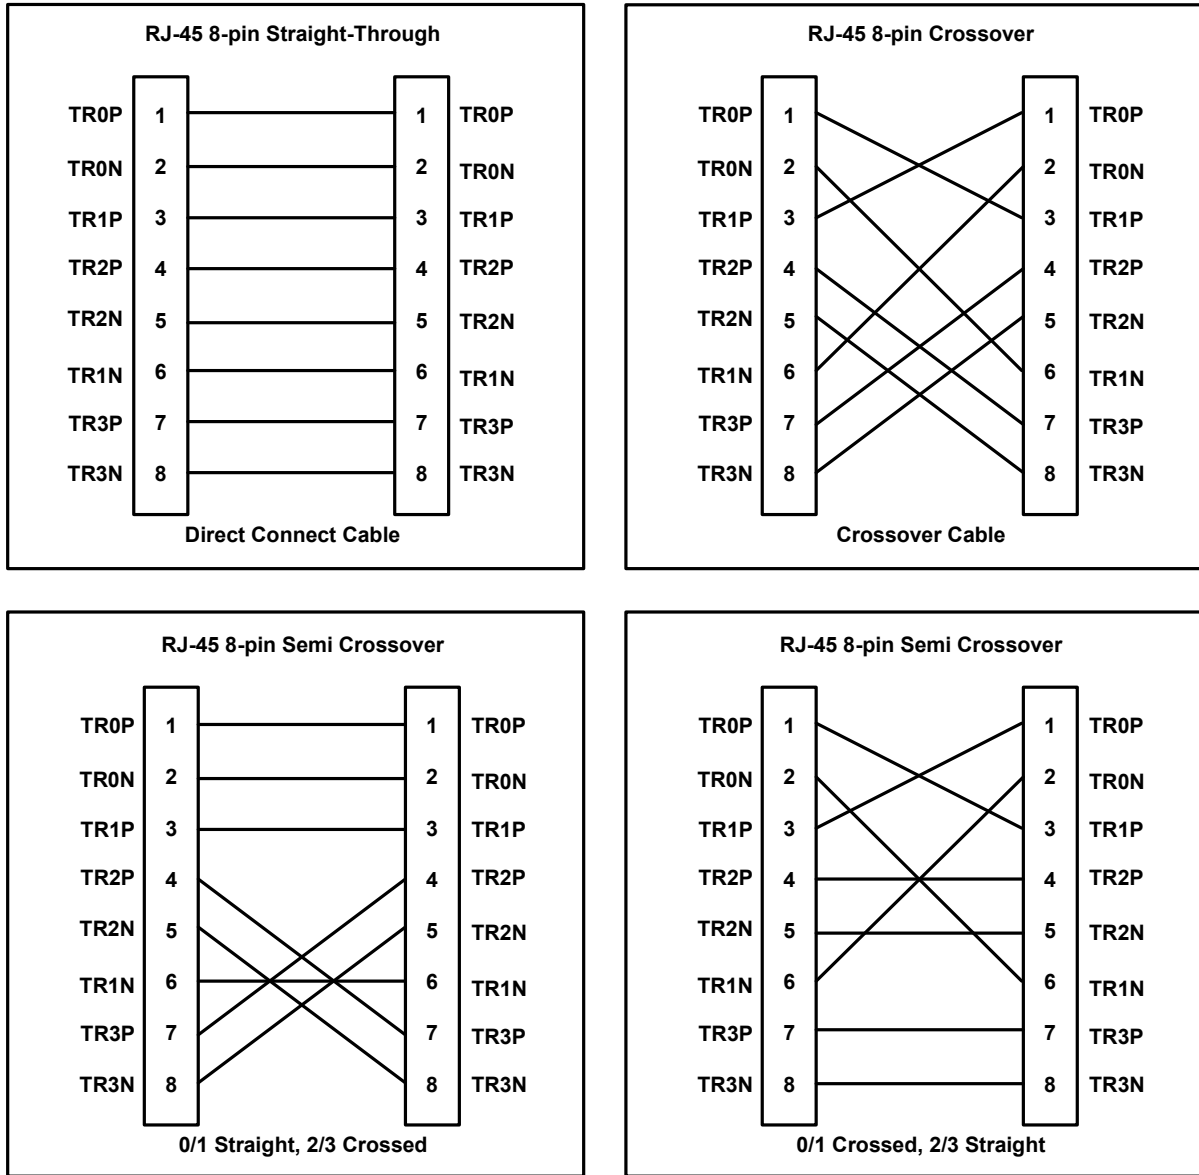 RJ-45 8-pin Straight-Through
TR0P 1 1 TR0P
TR0N 2 2 TR0N
TR1P 3 3 TR1P
TR2P 4 4 TR2P
TR2N 5 5 TR2N
TR1N 6 6 TR1N
TR3P 7 7 TR3P
TR3N 8 8 TR3N
Direct Connect Cable
RJ-45 8-pin Crossover
TR0P 1 1 TR0P
TR0N 2 2 TR0N
TR1P 3 3 TR1P
TR2P 4 4 TR2P
TR2N 5 5 TR2N
TR1N 6 6 TR1N
TR3P 7 7 TR3P
TR3N 8 8 TR3N
Crossover Cable
RJ-45 8-pin Semi Crossover
TR0P 1 1 TR0P
TR0N 2 2 TR0N
TR1P 3 3 TR1P
TR2P 4 4 TR2P
TR2N 5 5 TR2N
TR1N 6 6 TR1N
TR3P 7 7 TR3P
TR3N 8 8 TR3N
0/1 Straight, 2/3 Crossed
RJ-45 8-pin Semi Crossover
TR0P 1 1 TR0P
TR0N 2 2 TR0N
TR1P 3 3 TR1P
TR2P 4 4 TR2P
TR2N 5 5 TR2N
TR1N 6 6 TR1N
TR3P 7 7 TR3P
TR3N 8 8 TR3N
0/1 Crossed, 2/3 Straight